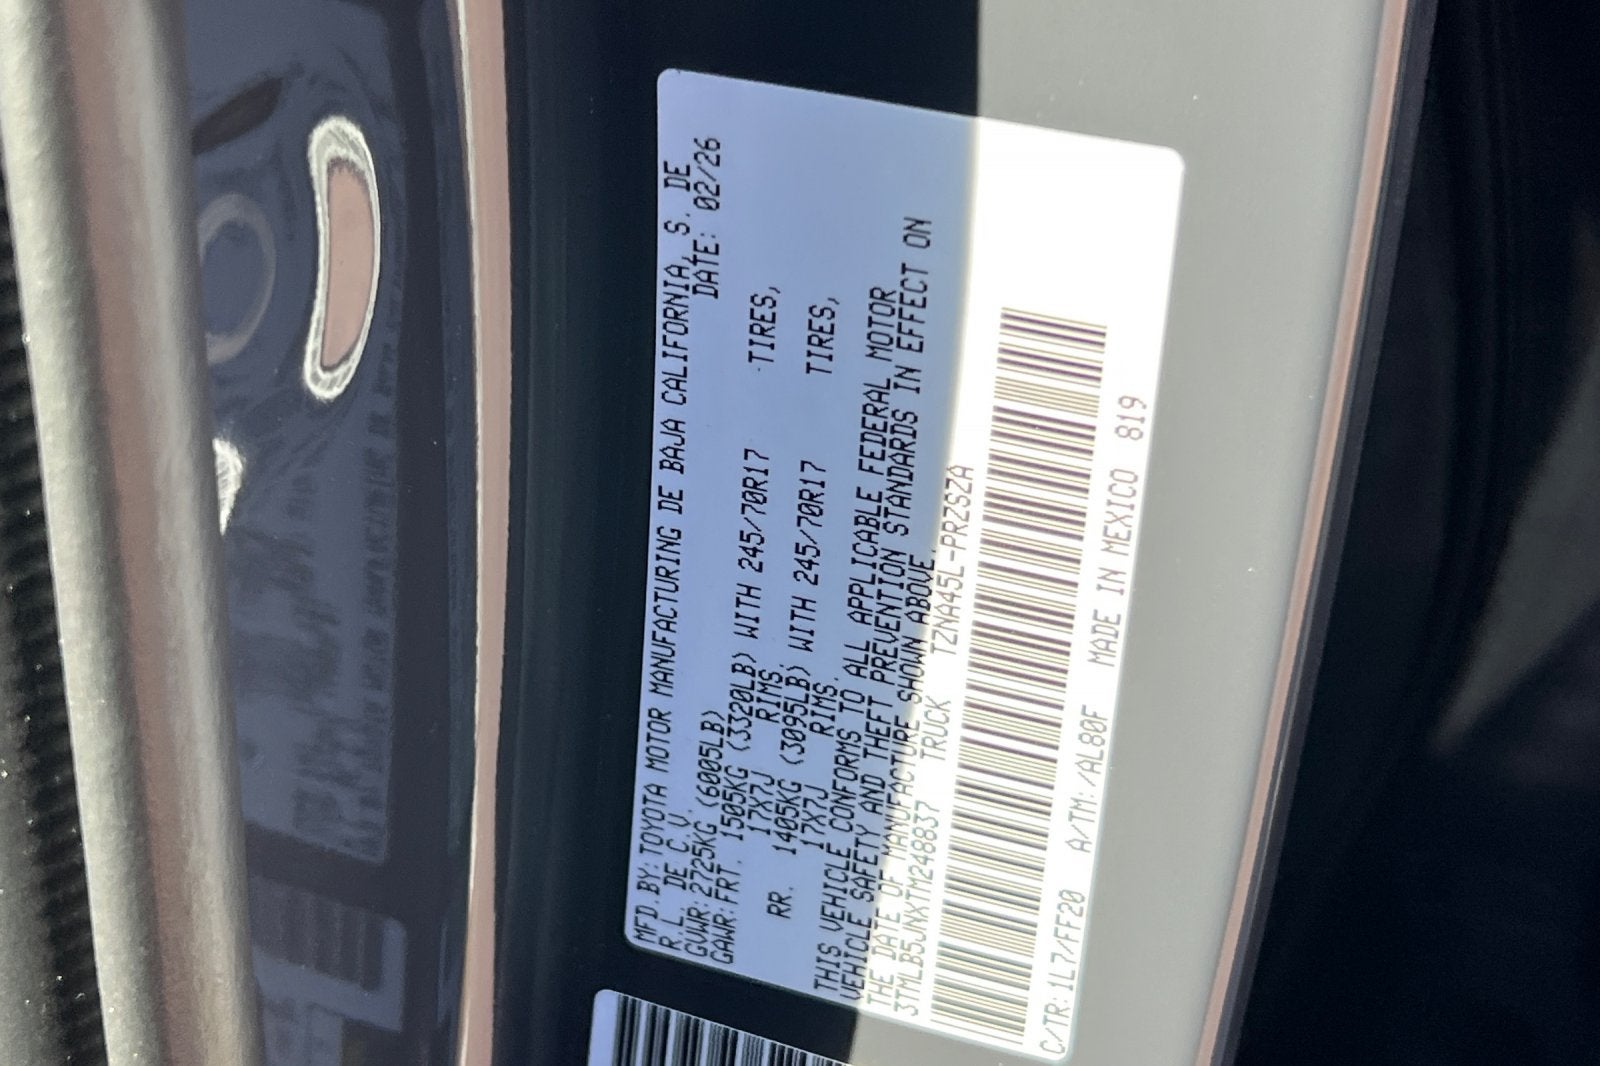 MFD.BY:TOYOTA MOTOR MANUFACTURING DE BAJA CALIFORNIA, S. DE
R. L. DE C.V. DATE: 02/26
GVWR:2725KG (6005LB)
GAWR:FRT. 1505KG (3320LB) WITH 245/70R17 TIRES,
17X7J RIMS.
RR. 1405KG (3095LB) WITH 245/70R17 TIRES,
17X7J RIMS.
THIS VEHICLE CONFORMS TO ALL APPLICABLE FEDERAL MOTOR
VEHICLE SAFETY AND THEFT PREVENTION STANDARDS IN EFFECT ON
THE DATE OF MANUFACTURE SHOWN ABOVE.
3TMLB5JNXTM248837 TRUCK TZNA45L-PRZSZA
C/TR:1L7/FF20 A/TM:/AL80F MADE IN MEXICO 819